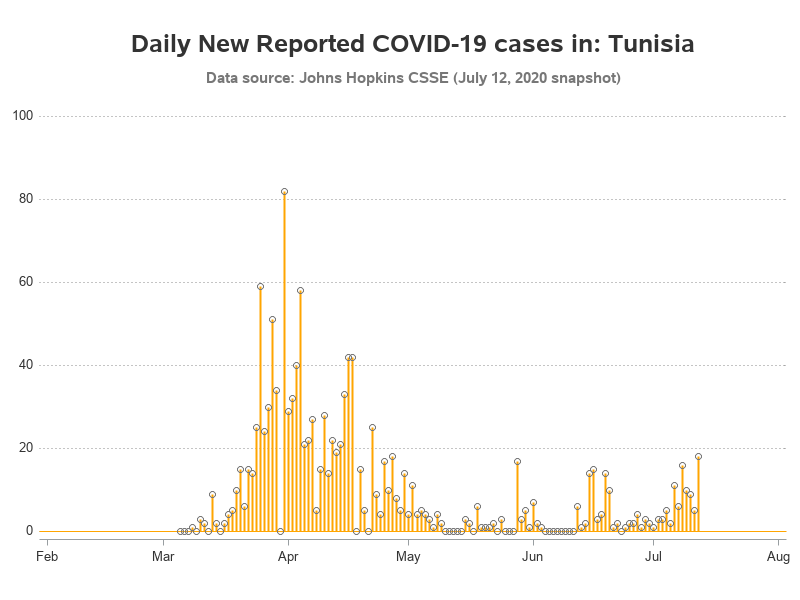 Daily New Reported COVID-19 cases in: Tunisia
Data source: Johns Hopkins CSSE (July 12, 2020 snapshot)
100
80
60
40
20
0
Feb Mar Apr May Jun Jul Aug